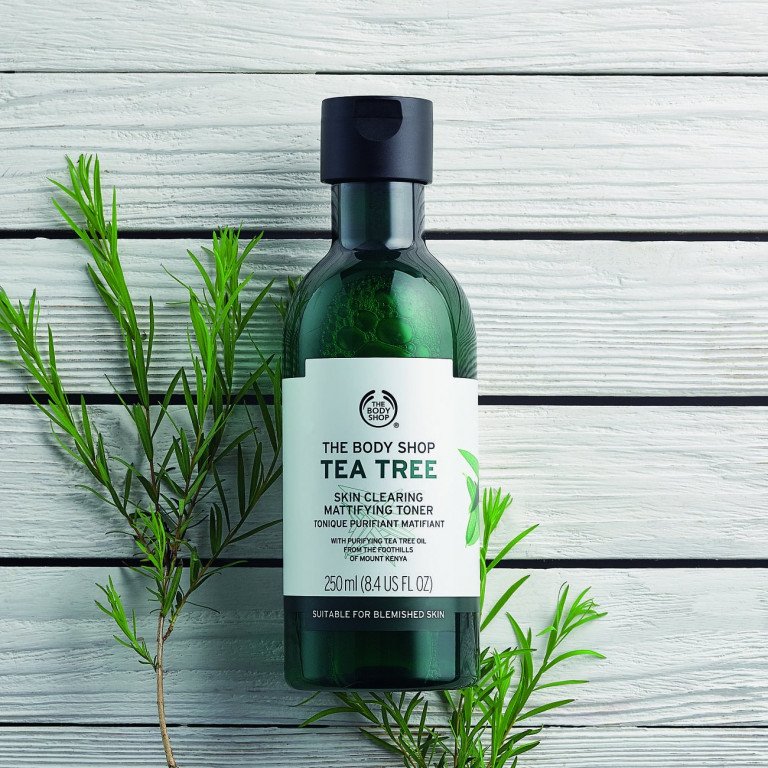 THE
BODY
SHOP
®
THE BODY SHOP
TEA TREE
SKIN CLEARING
MATTIFYING TONER
TONIQUE PURIFIANT MATIFIANT
WITH PURIFYING TEA TREE OIL
FROM THE FOOTHILLS
OF MOUNT KENYA
250 ml (8.4 US FL OZ)
SUITABLE FOR BLEMISHED SKIN